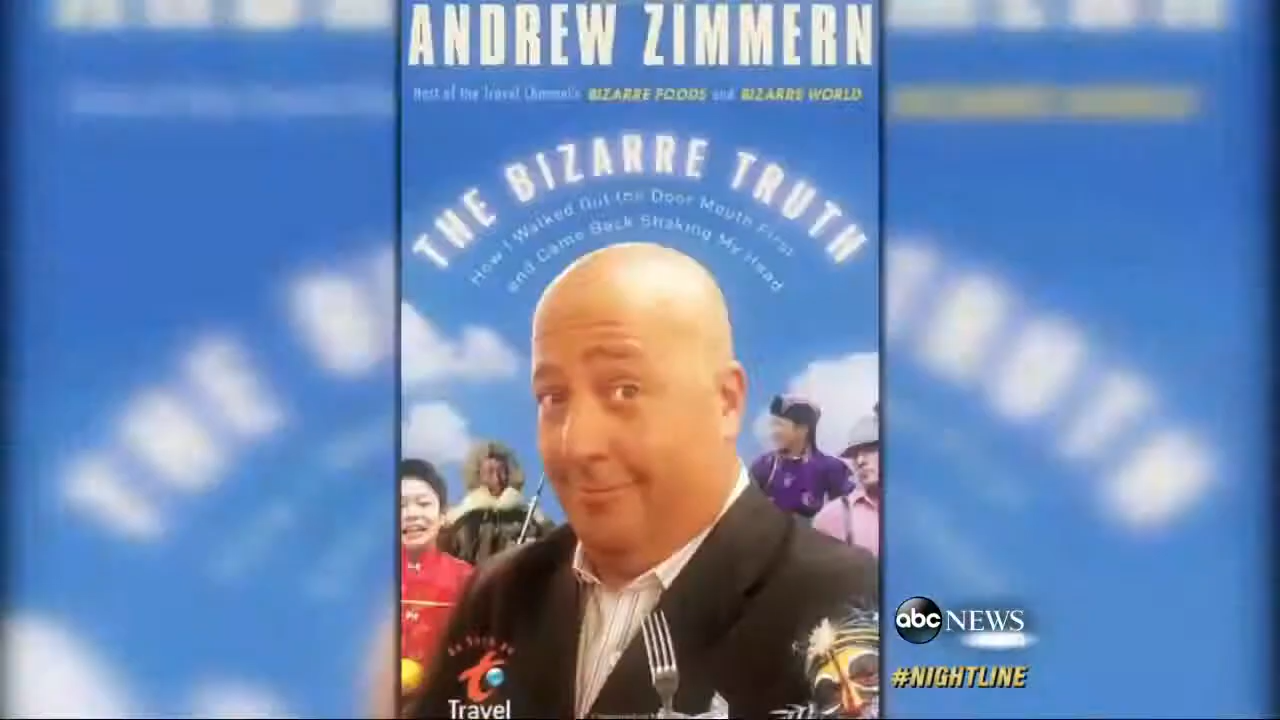 ANDREW ZIMMERN
Host of the Travel Channel's BIZARRE FOODS and BIZARRE WORLD
THE BIZARRE TRUTH
How I Walked Out the Door Mouth First
and Came Back Shaking My Head
Travel
abc NEWS
#NIGHTLINE